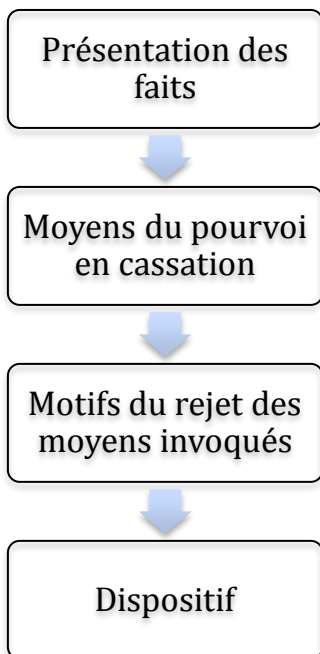 Présentation des
faits
Moyens du pourvoi
en cassation
Motifs du rejet des
moyens invoqués
Dispositif